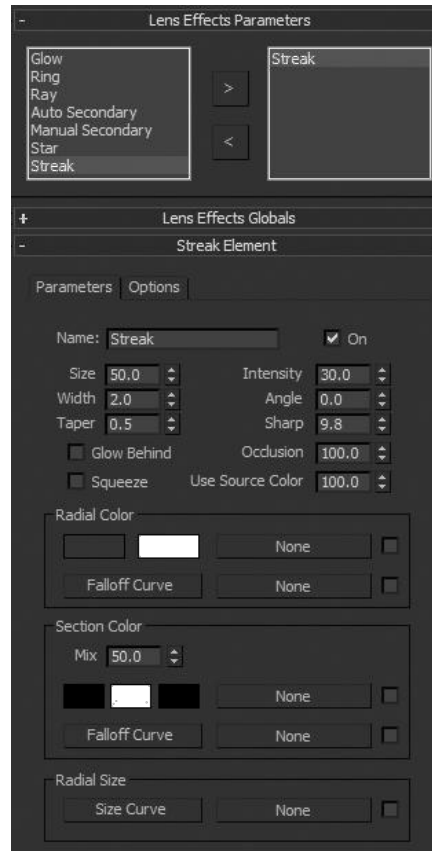 - Lens Effects Parameters
Glow
Ring
Ray
Auto Secondary
Manual Secondary
Star
Streak
>
<
Streak
+ Lens Effects Globals
- Streak Element
Parameters Options
Name: Streak On
Size 50.0 Intensity 30.0
Width 2.0 Angle 0.0
Taper 0.5 Sharp 9.8
Glow Behind Occlusion 100.0
Squeeze Use Source Color 100.0
Radial Color
None
Falloff Curve None
Section Color
Mix 50.0
None
Falloff Curve None
Radial Size
Size Curve None